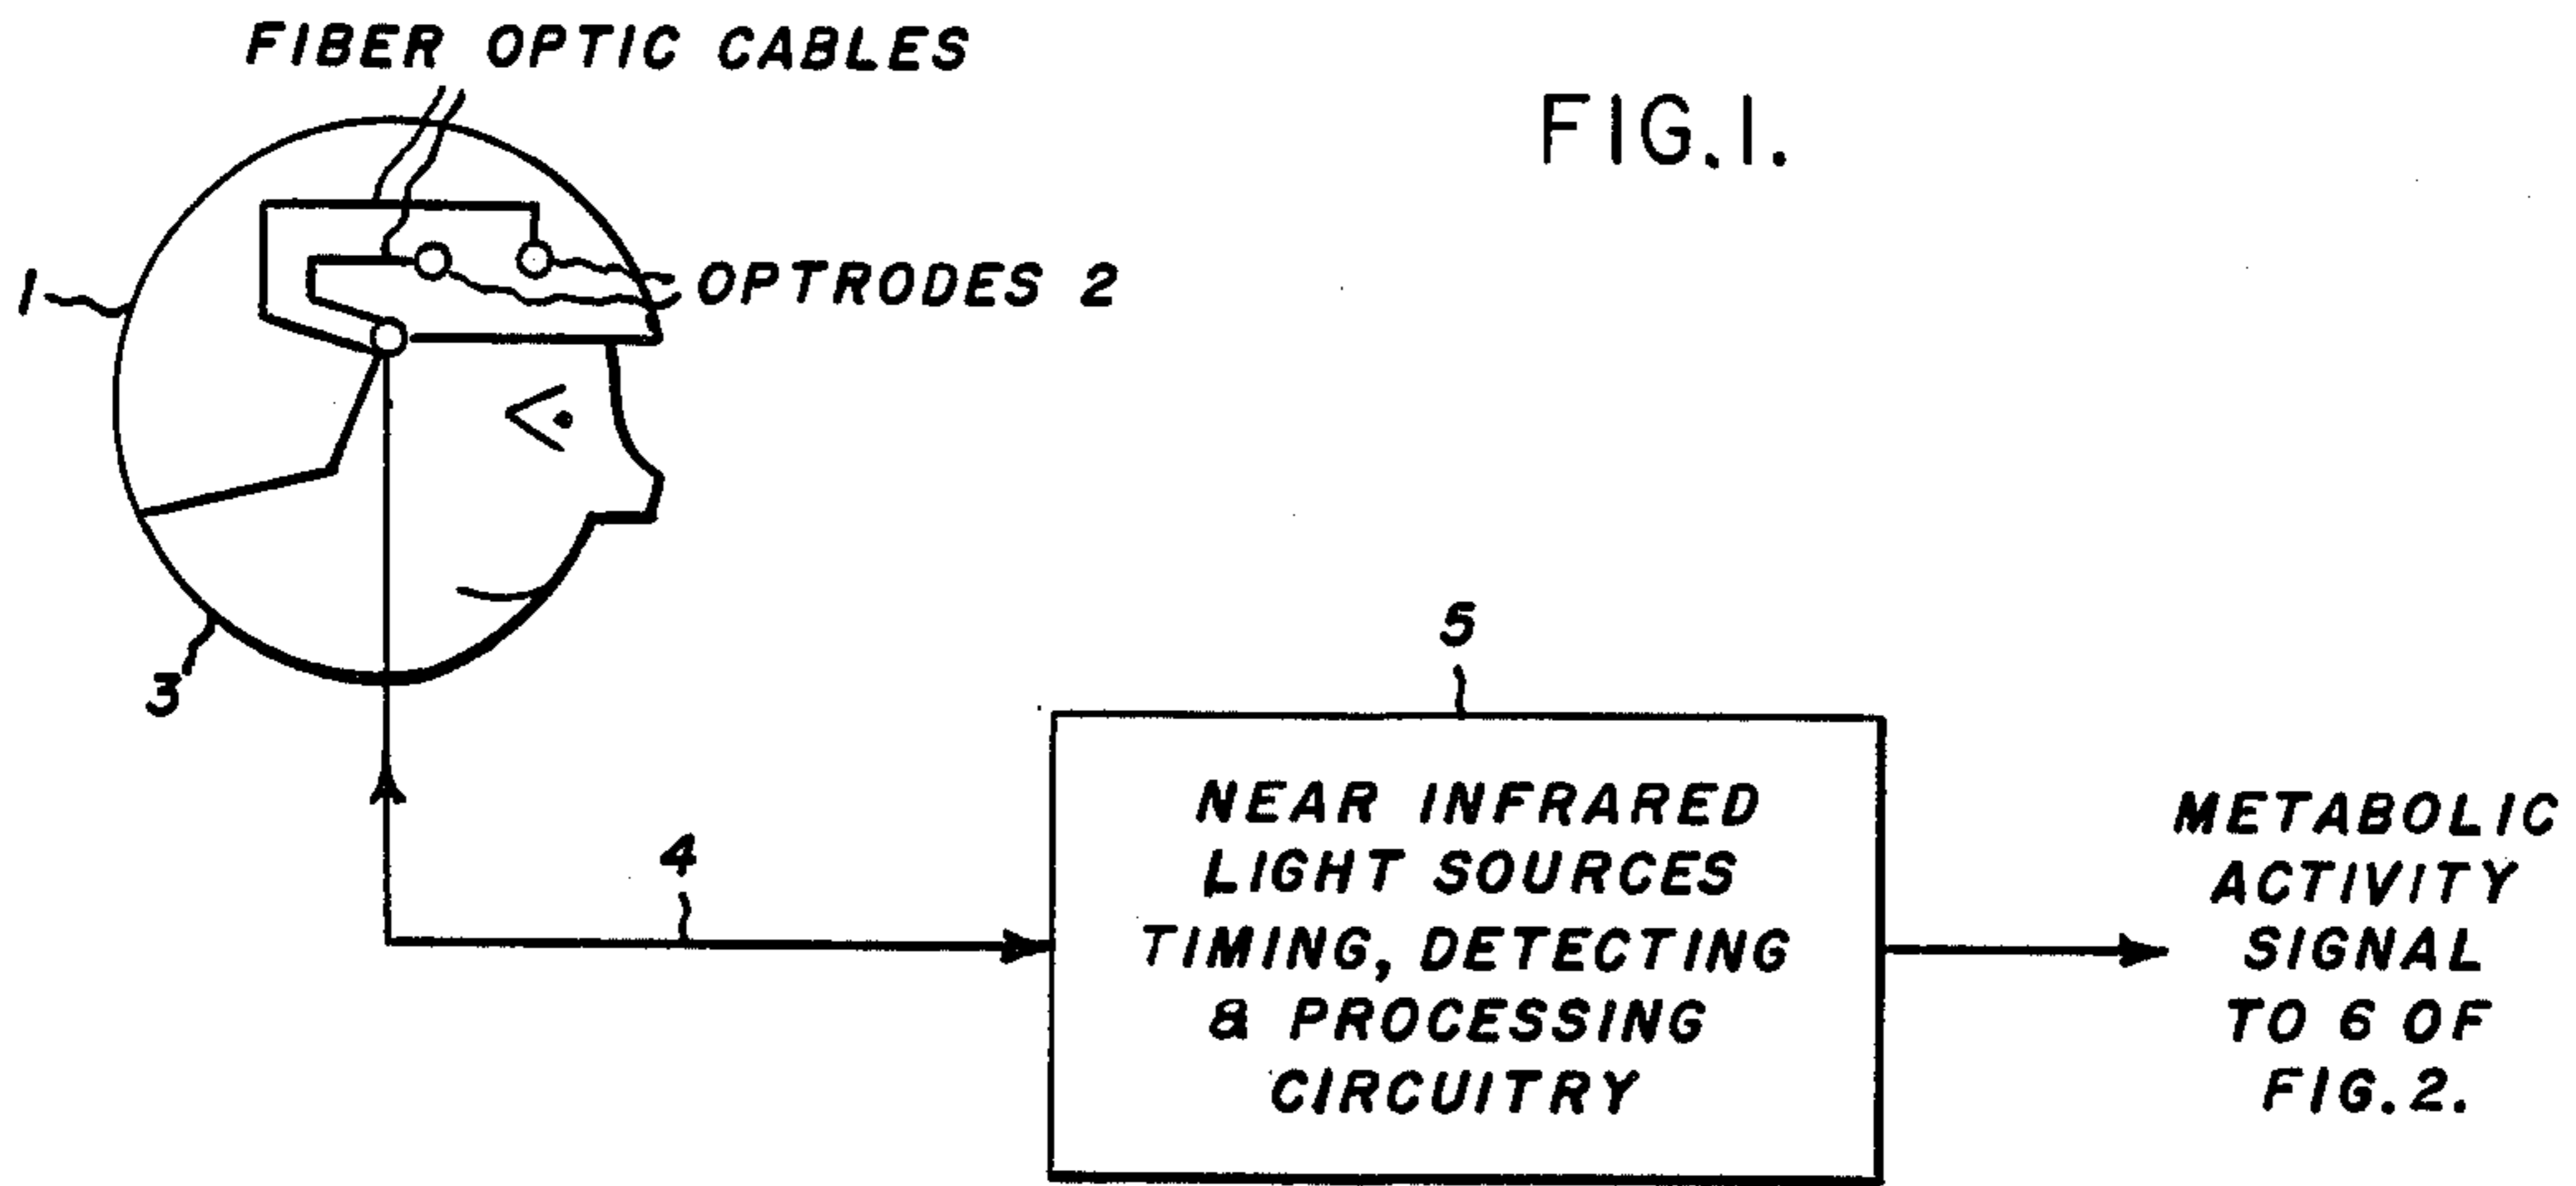 FIBER OPTIC CABLES
FIG.1.
1
OPTRODES 2
3
4
5
NEAR INFRARED
LIGHT SOURCES
TIMING, DETECTING
& PROCESSING
CIRCUITRY
METABOLIC
ACTIVITY
SIGNAL
TO 6 OF
FIG.2.